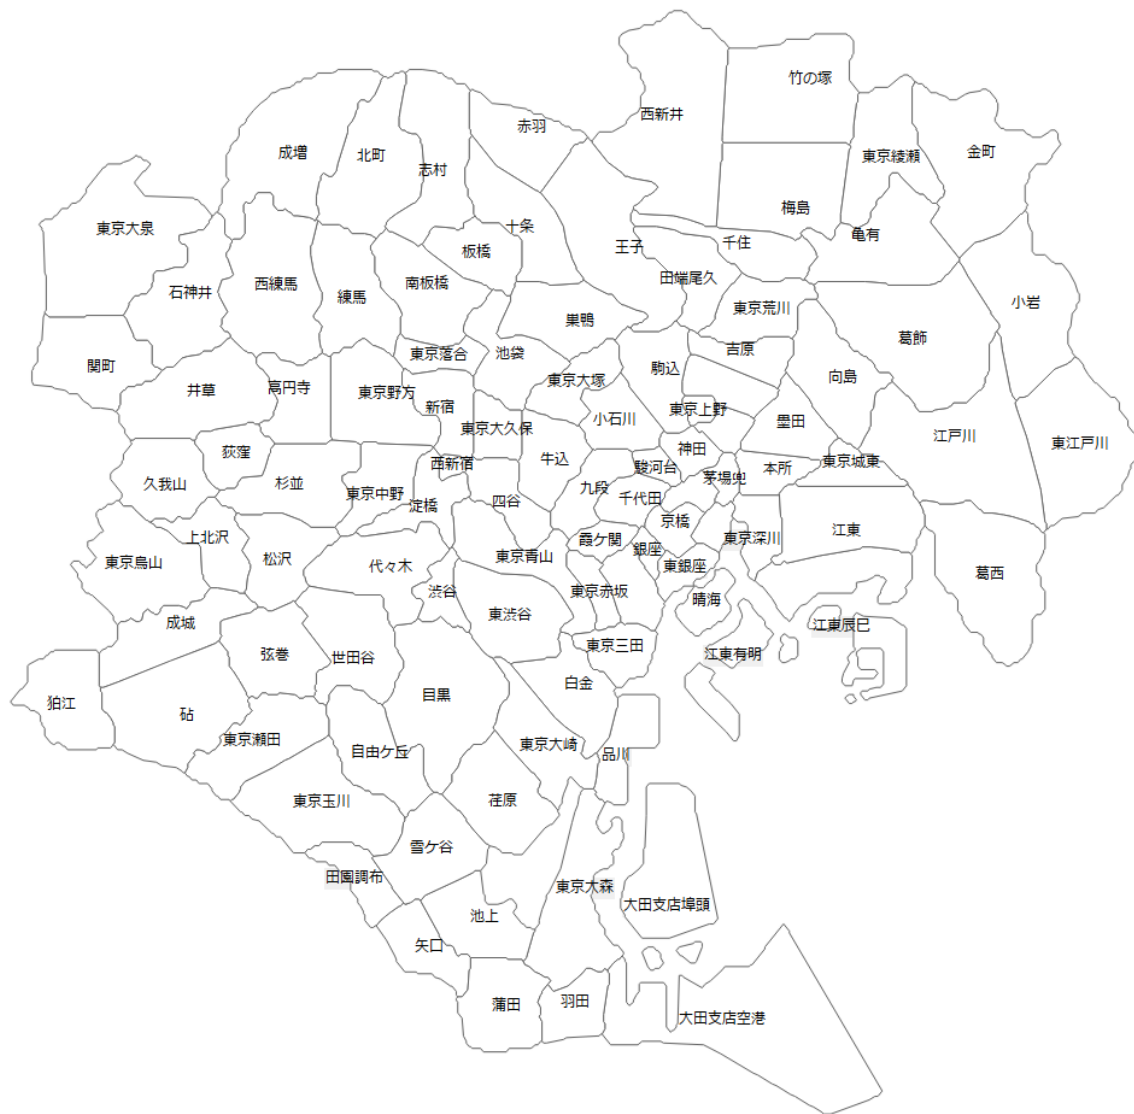 竹の塚
西新井
赤羽
成増
北町
志村
東京綾瀬
金町
東京大泉
十条
梅島
亀有
千住
王子
板橋
田端尾久
西練馬
南板橋
石神井
練馬
小岩
東京荒川
巣鴨
葛飾
東京落合
池袋
吉原
関町
駒込
向島
井草
高円寺
東京野方
東京大塚
新宿
東京上野
小石川
墨田
東京大久保
江戸川
東江戸川
荻窪
神田
牛込
西新宿
駿河台
本所
東京城東
茅場兜
久我山
杉並
東京中野
九段
四谷
千代田
淀橋
京橋
江東
上北沢
東京深川
霞ケ関
銀座
東京烏山
松沢
代々木
東京青山
東銀座
葛西
渋谷
東渋谷
東京赤坂
晴海
成城
江東辰巳
東京三田
弦巻
世田谷
江東有明
白金
狛江
目黒
砧
東京瀬田
自由ケ丘
東京大崎
品川
東京玉川
荏原
雪ケ谷
田園調布
東京大森
大田支店埠頭
池上
矢口
蒲田
羽田
大田支店空港